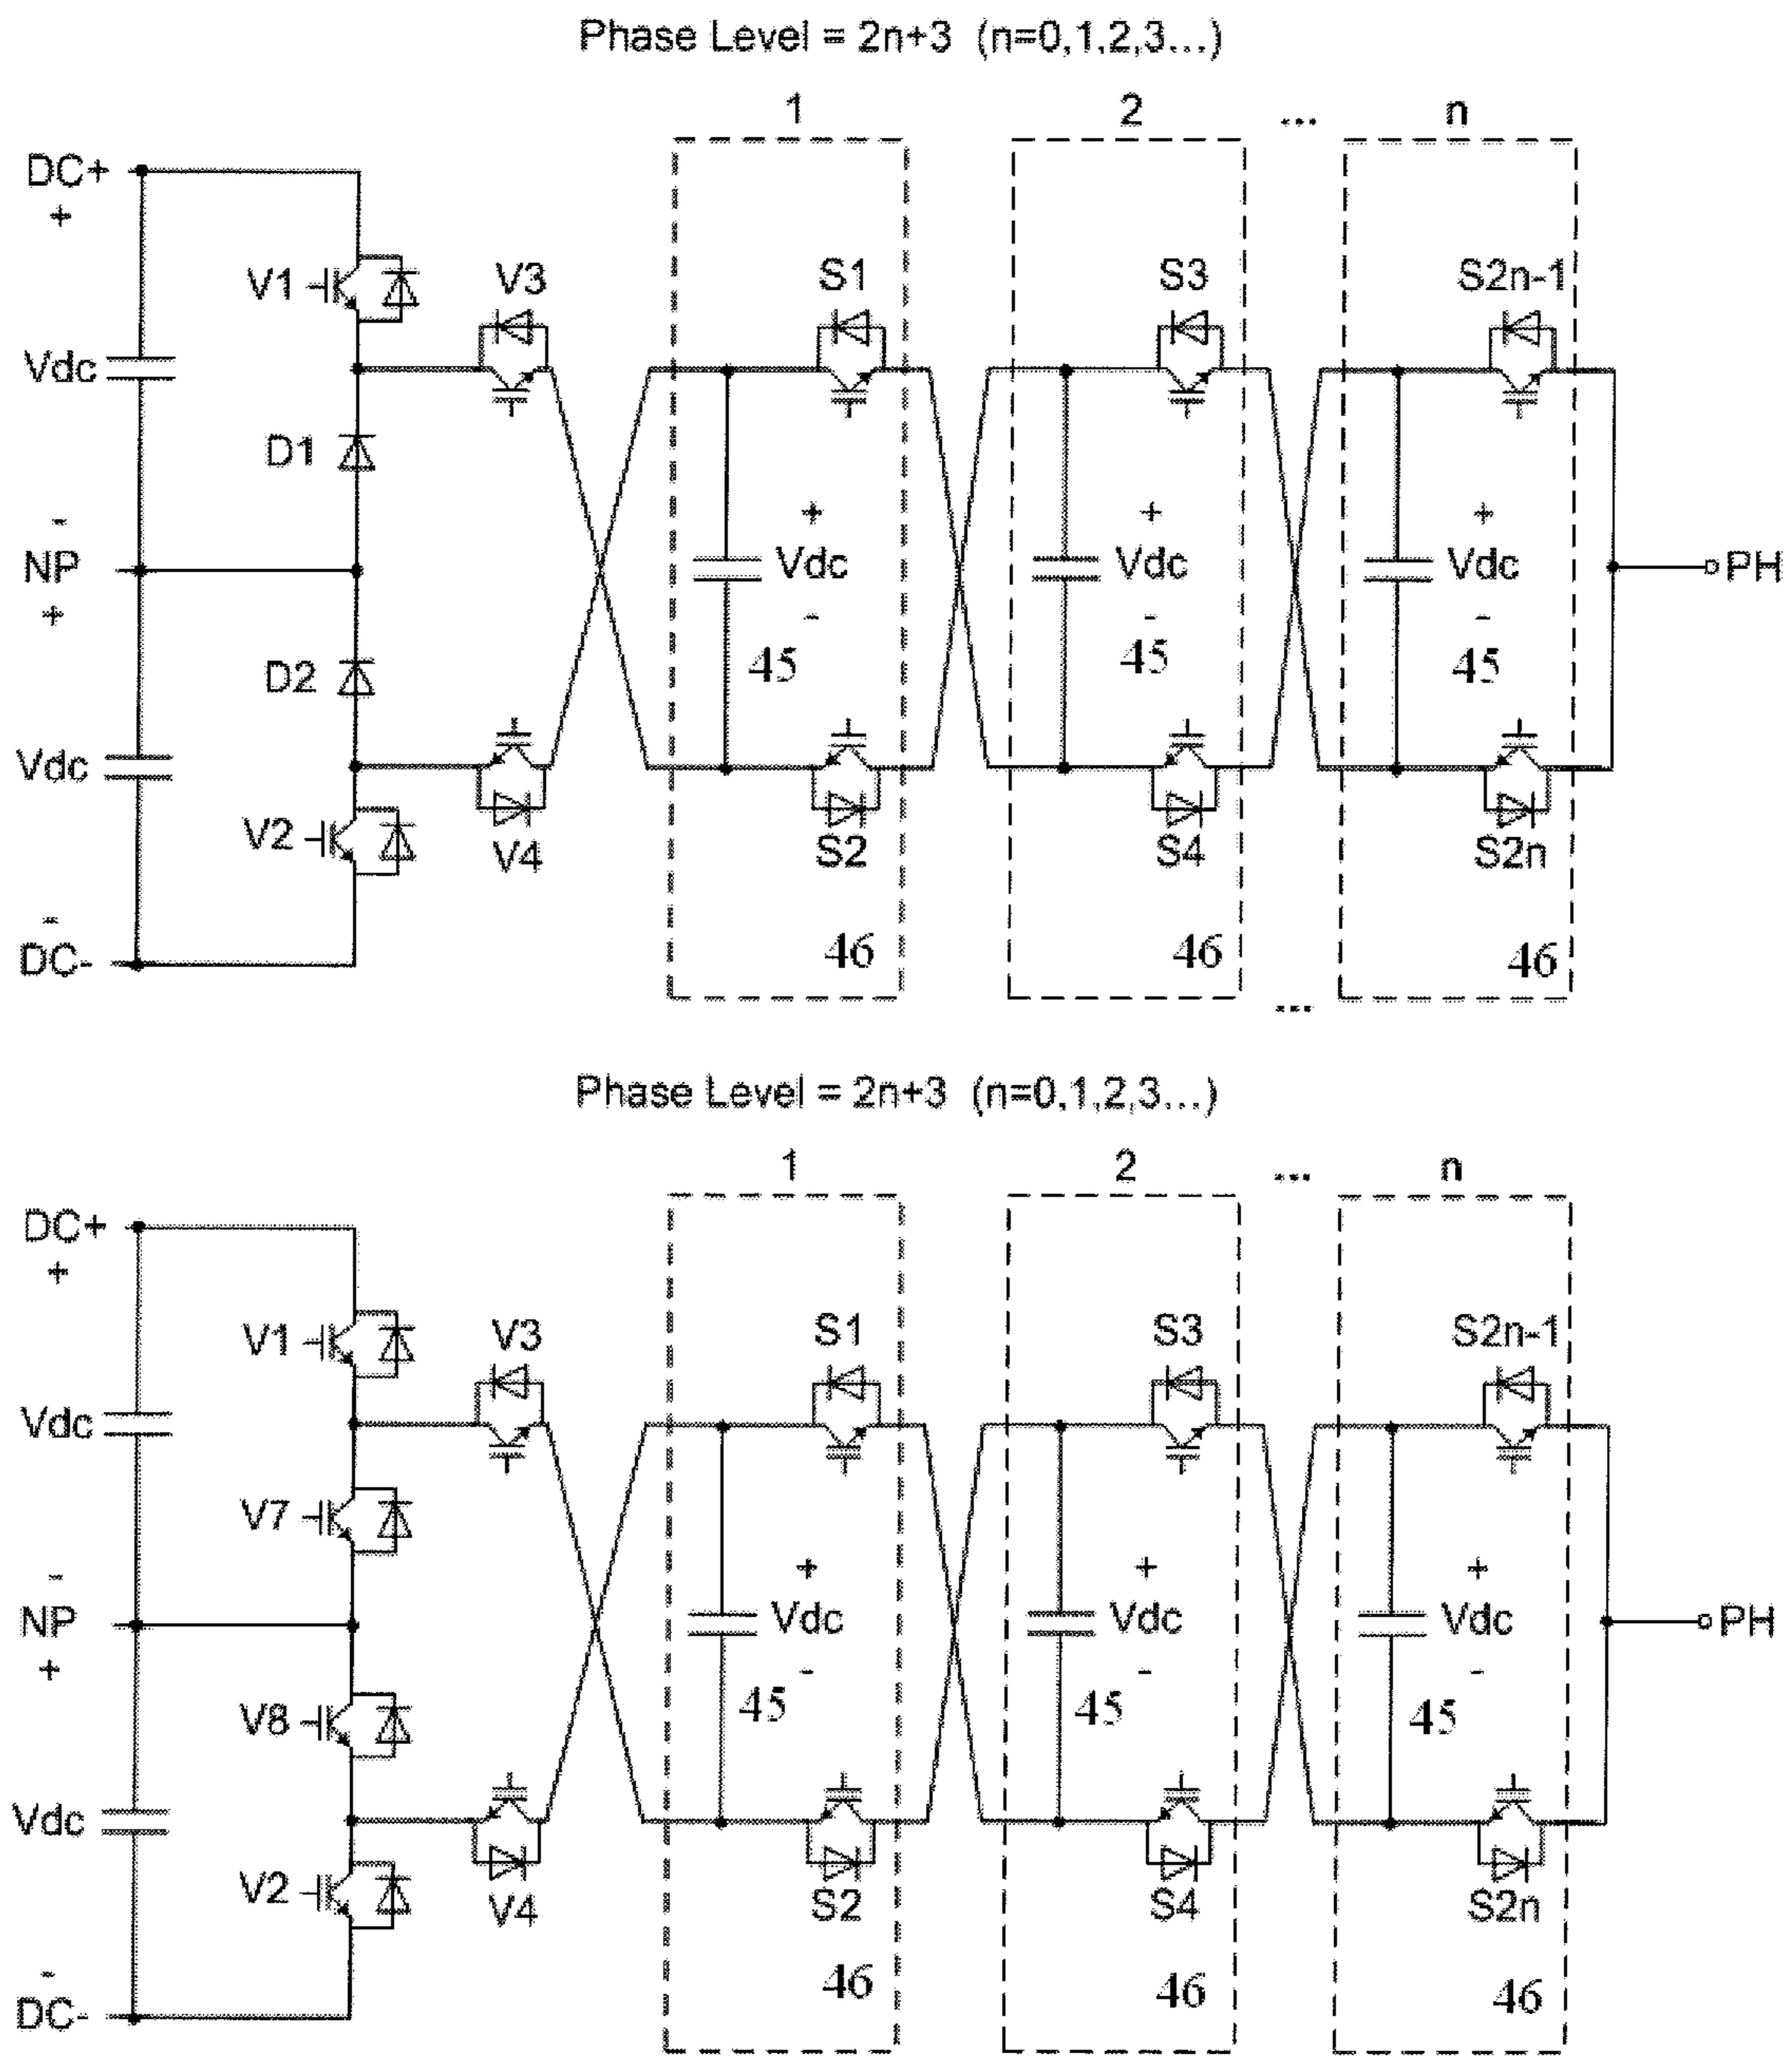 Phase Level = 2n+3 (n=0,1,2,3...)
1 2 ... n
DC+
+
V1 V3 S1 S3 S2n-1
Vdc
D1
-
NP
+
+ Vdc - + Vdc - + Vdc -
PH
45 45 45
D2
Vdc
V2 V4 S2 S4 S2n
-
DC-
46 46 46
...
Phase Level = 2n+3 (n=0,1,2,3...)
1 2 ... n
DC+
+
V1 V3 S1 S3 S2n-1
Vdc
V7
-
NP
+
+ Vdc - + Vdc - + Vdc -
PH
45 45 45
V8
Vdc
V2 V4 S2 S4 S2n
-
DC-
46 46 46